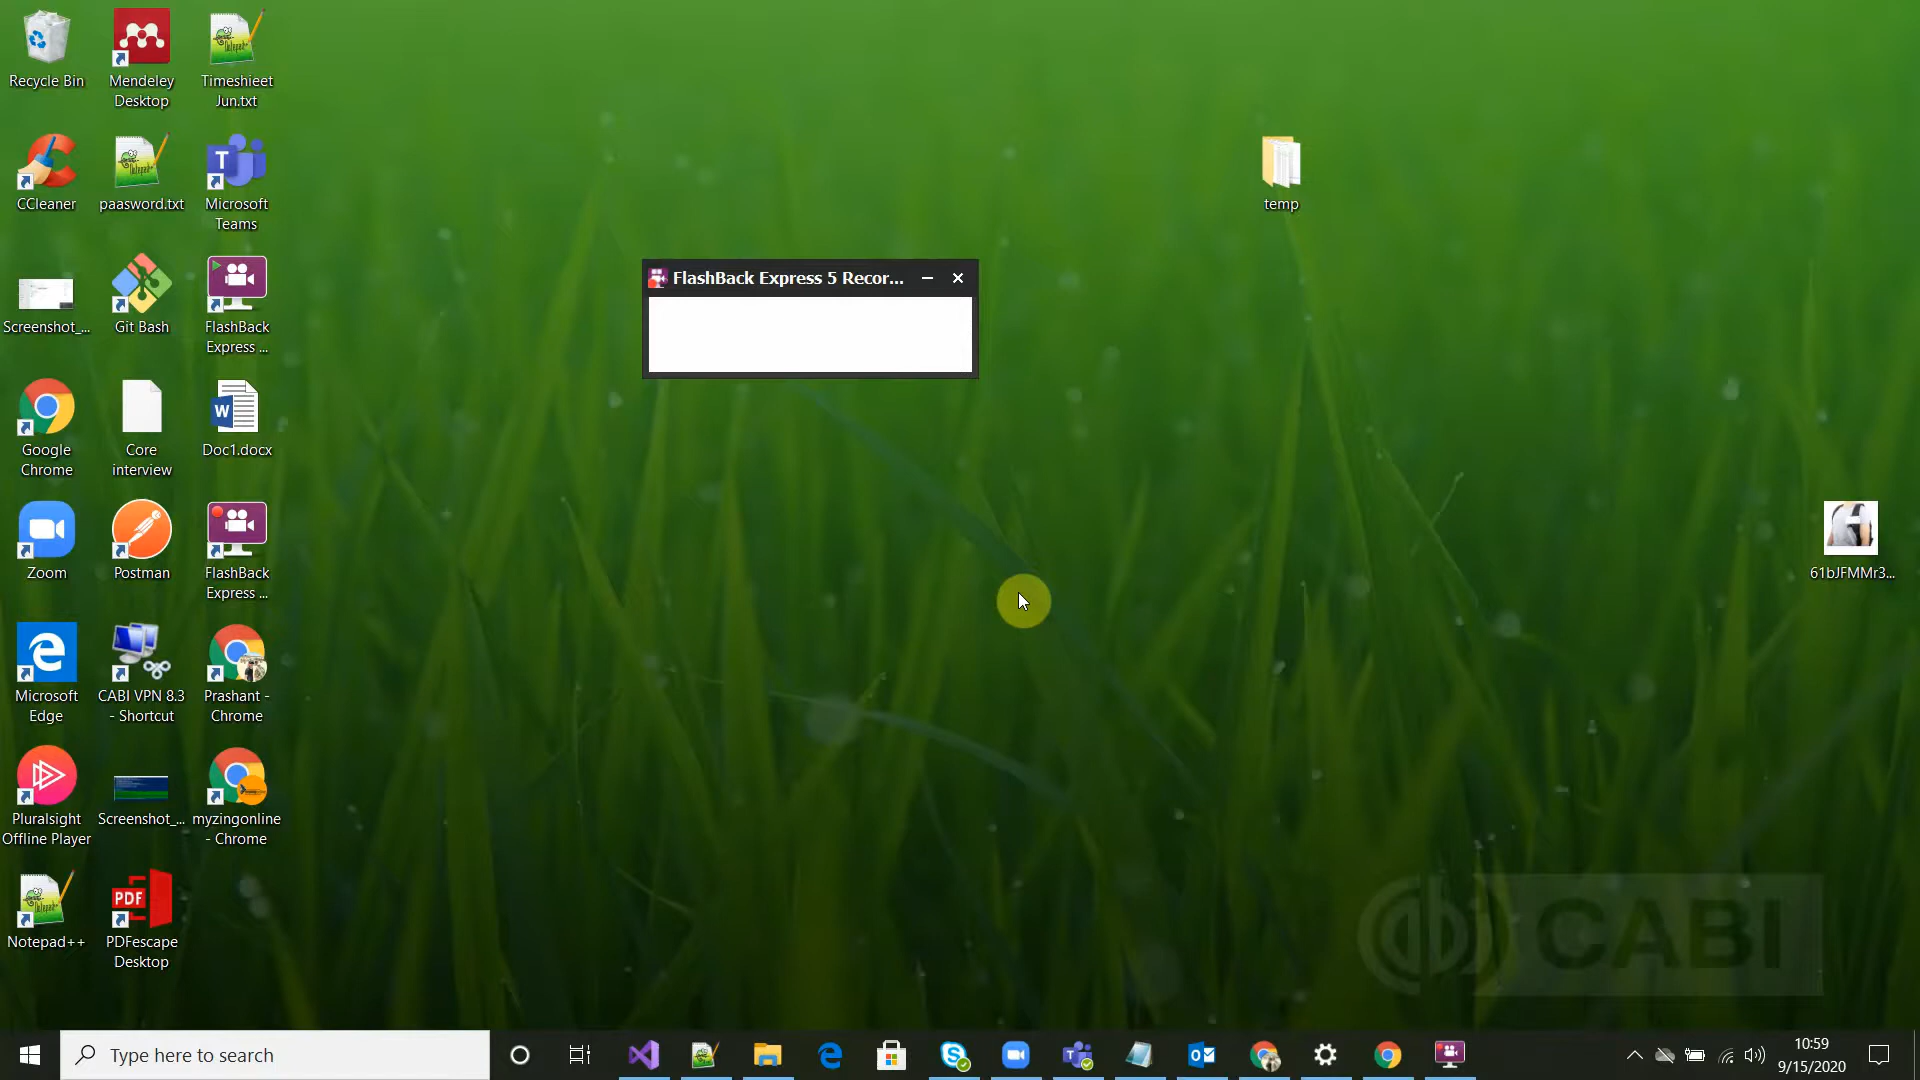 Recycle Bin
Mendeley
Desktop
Timeshieet
Jun.txt
CCleaner
paasword.txt
Microsoft
Teams
temp
FlashBack Express 5 Recor...
Screenshot_...
Git Bash
FlashBack
Express ...
Google
Chrome
Core
interview
Doc1.docx
Zoom
Postman
FlashBack
Express ...
61bJFMMr3...
Microsoft
Edge
CABI VPN 8.3
- Shortcut
Prashant -
Chrome
Pluralsight
Offline Player
Screenshot_...
myzingonline
- Chrome
Notepad++
PDF
PDFescape
Desktop
CABI
Type here to search
10:59
9/15/2020